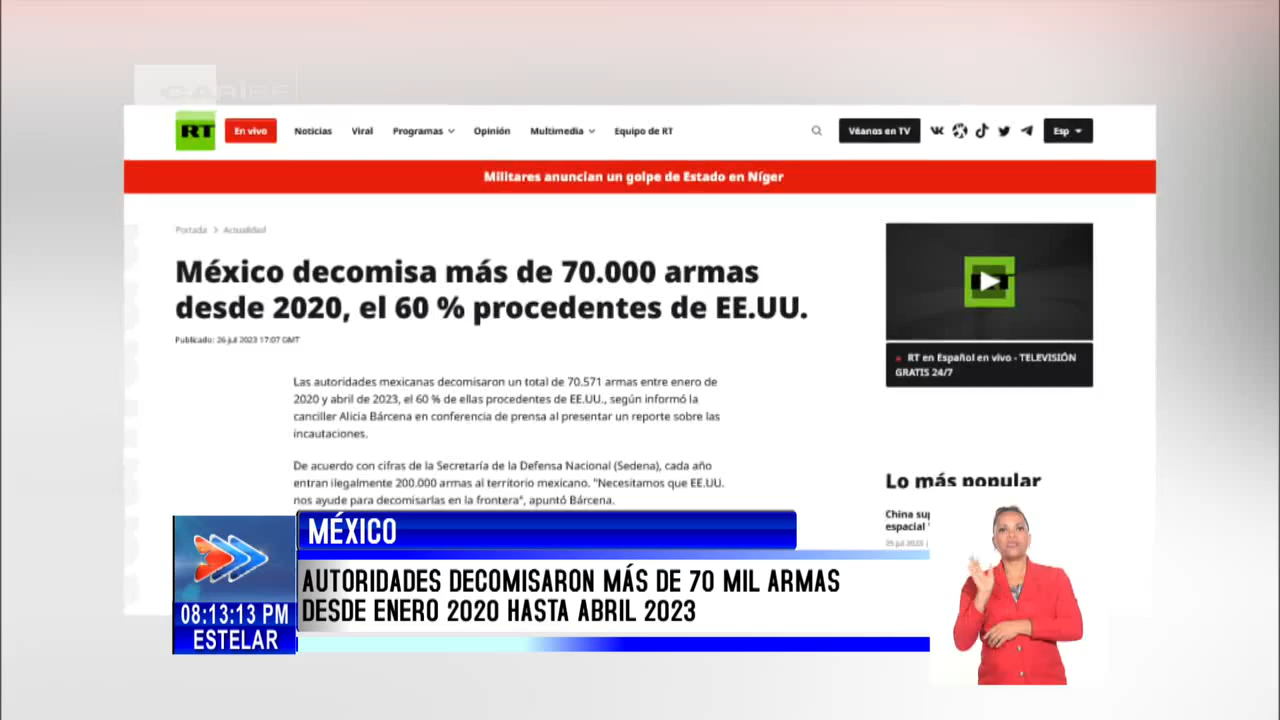 CARIBE
RT
En vivo
Noticias
Viral
Programas
Opinión
Multimedia
Equipo de RT
Véanos en TV
Esp
Militares anuncian un golpe de Estado en Níger
Portada > Actualidad
México decomisa más de 70.000 armas
desde 2020, el 60 % procedentes de EE.UU.
Publicado: 26 jul 2023 17:07 GMT
Las autoridades mexicanas decomisaron un total de 70.571 armas entre enero de
2020 y abril de 2023, el 60 % de ellas procedentes de EE.UU., según informó la
canciller Alicia Bárcena en conferencia de prensa al presentar un reporte sobre las
incautaciones.
De acuerdo con cifras de la Secretaría de la Defensa Nacional (Sedena), cada año
entran ilegalmente 200.000 armas al territorio mexicano. "Necesitamos que EE.UU.
nos ayude para decomisarlas en la frontera", apuntó Bárcena.
RT en Español en vivo - TELEVISIÓN
GRATIS 24/7
Lo más popular
China
espacial
25 jul 2023 |
MÉXICO
AUTORIDADES DECOMISARON MÁS DE 70 MIL ARMAS
DESDE ENERO 2020 HASTA ABRIL 2023
08:13:13 PM
ESTELAR